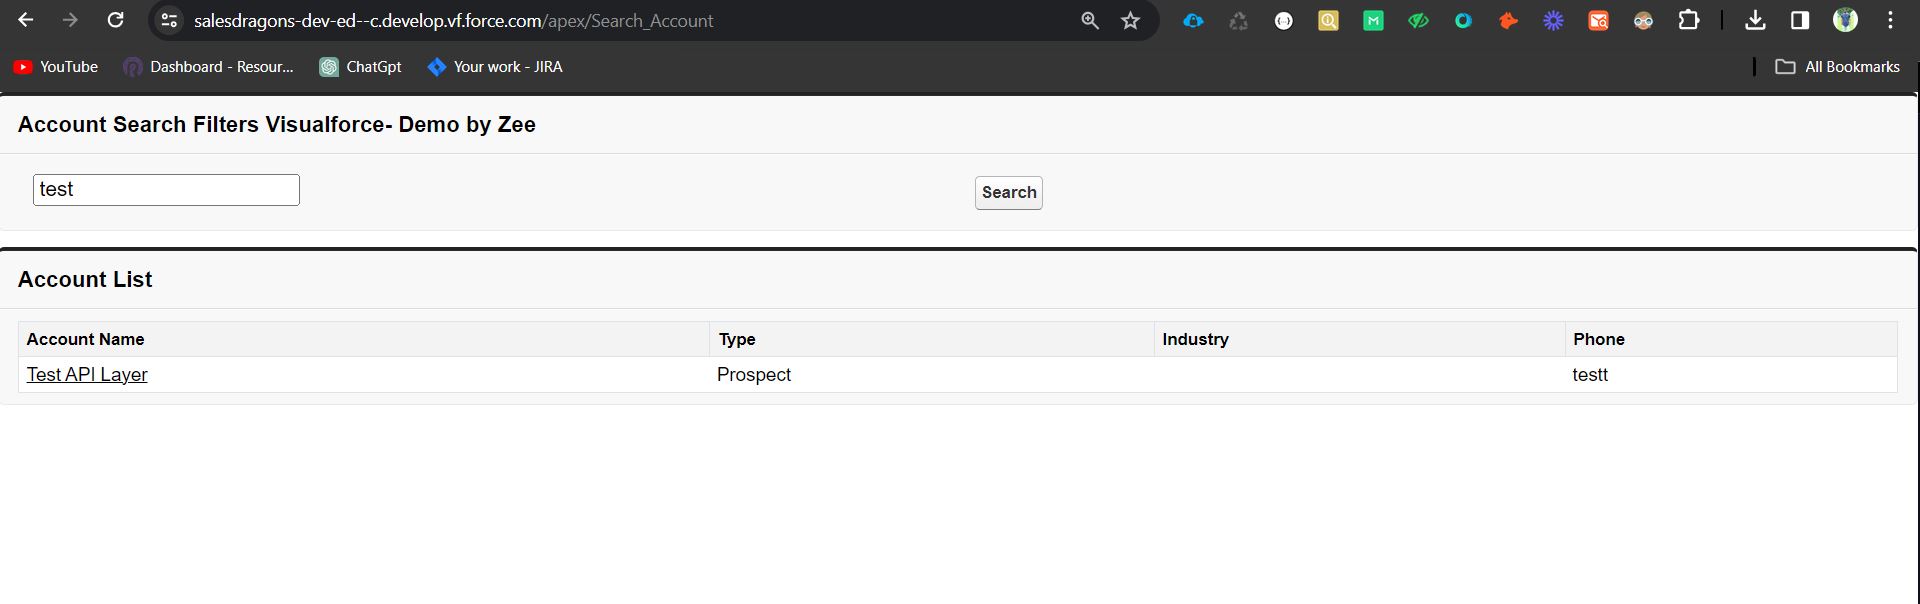 salesdragons-dev-ed--c.develop.vf.force.com/apex/Search_Account
YouTube Dashboard - Resour... ChatGpt Your work - JIRA All Bookmarks
Account Search Filters Visualforce- Demo by Zee
test Search
Account List
Account Name Type Industry Phone
Test API Layer Prospect testt